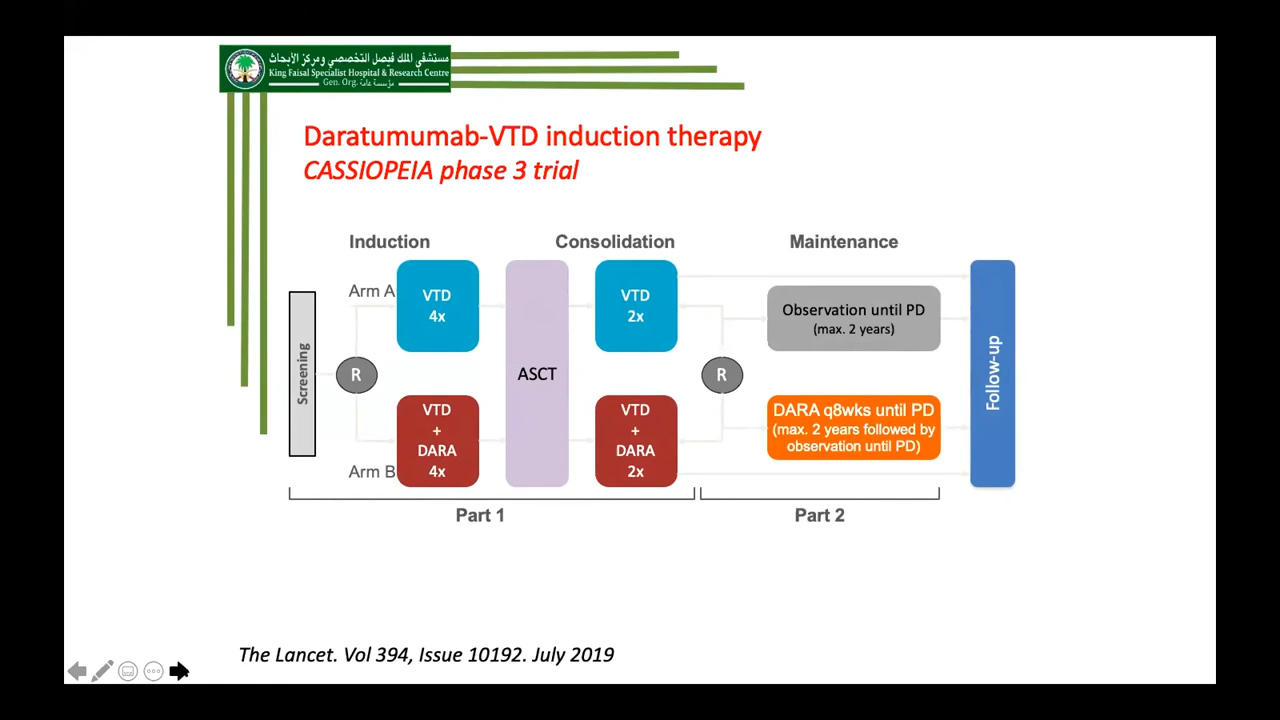 مستشفى الملك فيصل التخصصي ومركز الأبحاث
King Faisal Specialist Hospital & Research Centre
Gen. Org. مؤسسة عامة
Daratumumab-VTD induction therapy
CASSIOPEIA phase 3 trial
Induction
Consolidation
Maintenance
Screening
R
Arm A
VTD
4x
Arm B
VTD
+
DARA
4x
ASCT
VTD
2x
VTD
+
DARA
2x
R
Observation until PD
(max. 2 years)
DARA q8wks until PD
(max. 2 years followed by
observation until PD)
Follow-up
Part 1
Part 2
The Lancet. Vol 394, Issue 10192. July 2019